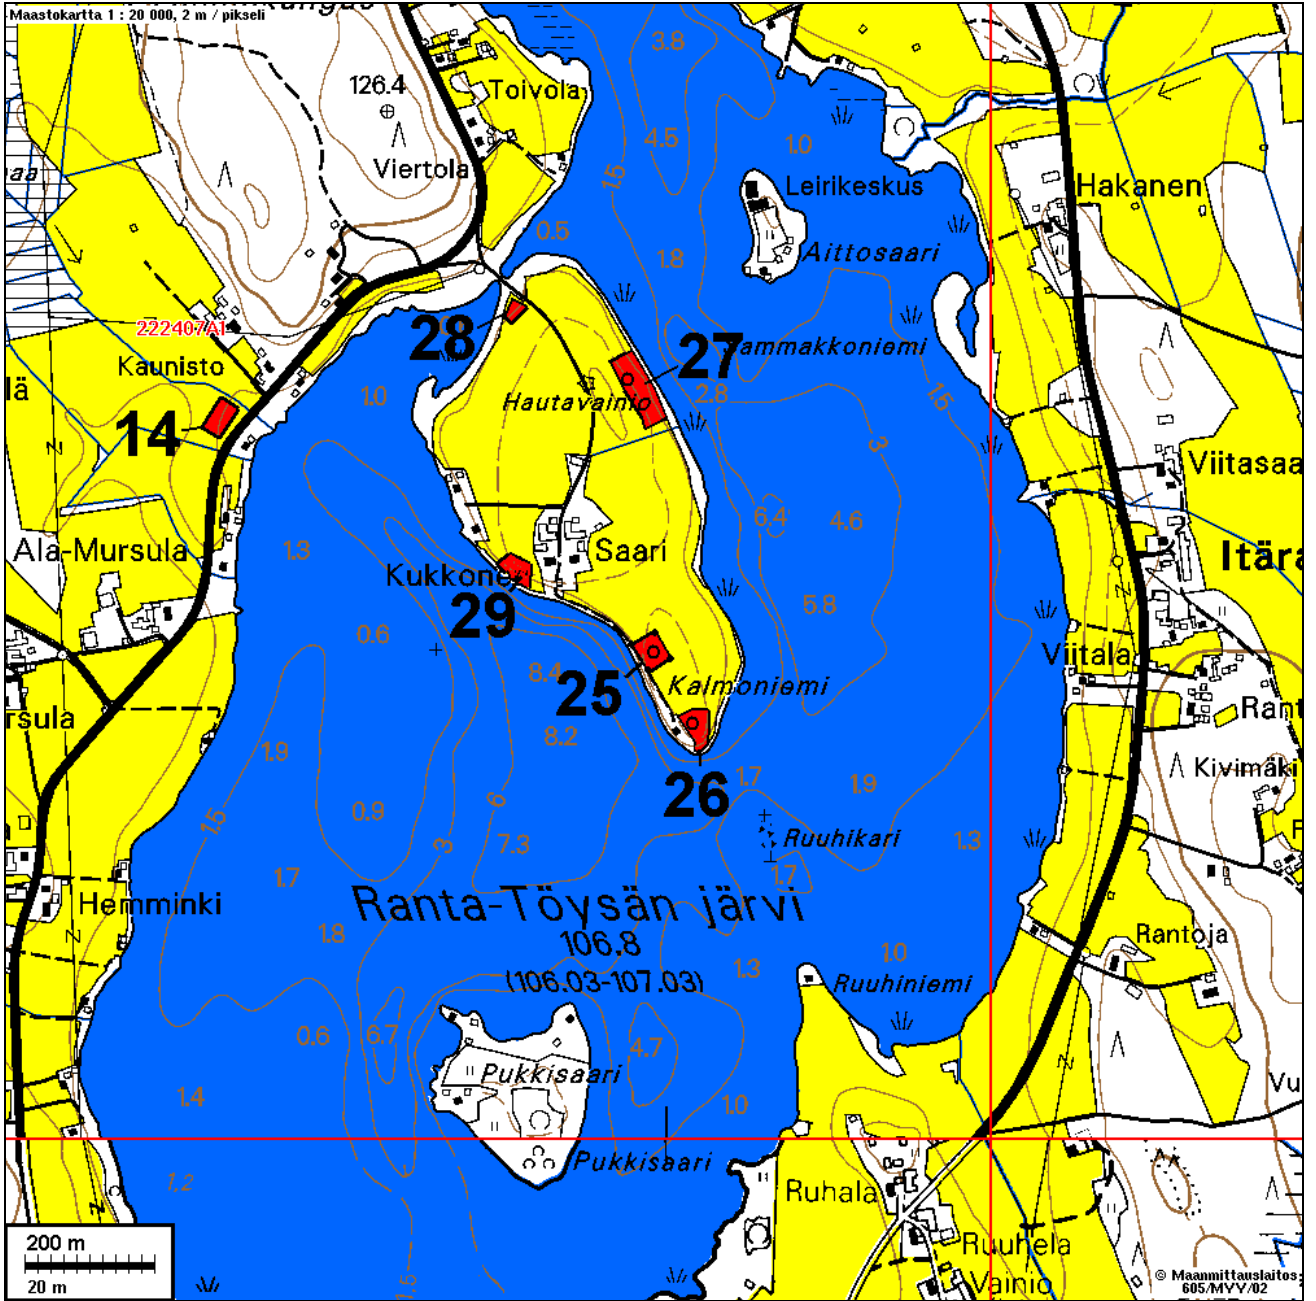 Maastokartta 1 : 20 000, 2 m / pikseli
3.8
126.4
Toivola
4.5
1.0
Viertola
1.5
Leirikeskus
Hakanen
0.5
1.8
Aittosaari
222407A1
28
27
ammakkoniemi
Kaunisto
lä
1.0
Hautavainio
2.8
1.5
14
3
Viitasaa
6.4
4.6
Ala-Mursula
1.3
Saari
Itära
Kukkone
29
5.8
0.6
Viitala
8.4
25
Kalmoniemi
rsula
8.2
Rant
1.9
26
1.7
1.9
Kivimäki
1.5
0.9
6
3
7.3
Ruuhikari
1.3
1.7
1.7
Hemminki
Ranta-Töysän järvi
1.8
106.8
Rantoja
(106.03-107.03)
1.3
1.0
Ruuhiniemi
0.6
6.7
4.7
Pukkisaari
Vu
1.4
1.0
Pukkisaari
1.2
Ruhala
200 m
20 m
1.5
Ruuhela
Vainio
© Maanmittauslaitos
605/MYY/02